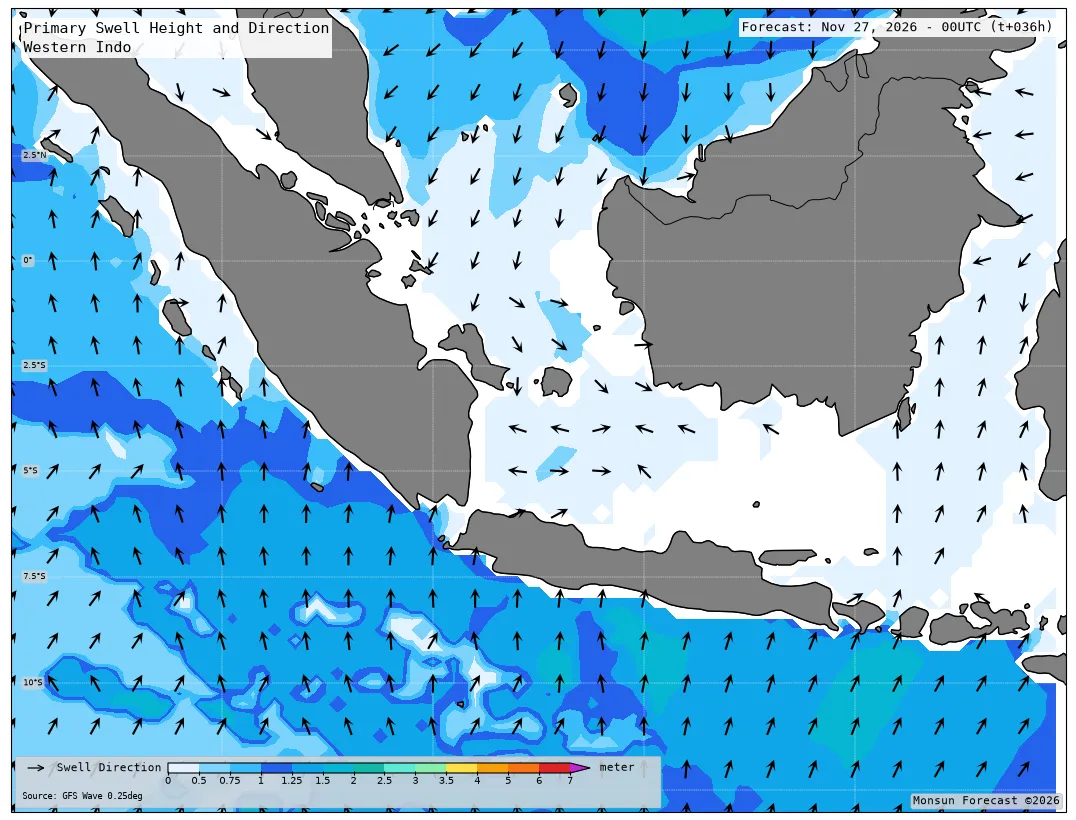 Primary Swell Height and Direction
Western Indo
Forecast: Nov 27, 2026 - 00UTC (t+036h)
2.5°N
0°
2.5°S
5°S
7.5°S
10°S
Swell Direction
0 0.5 0.75 1 1.25 1.5 2 2.5 3 3.5 4 5 6 7
meter
Source: GFS Wave 0.25deg
Monsun Forecast ©2026